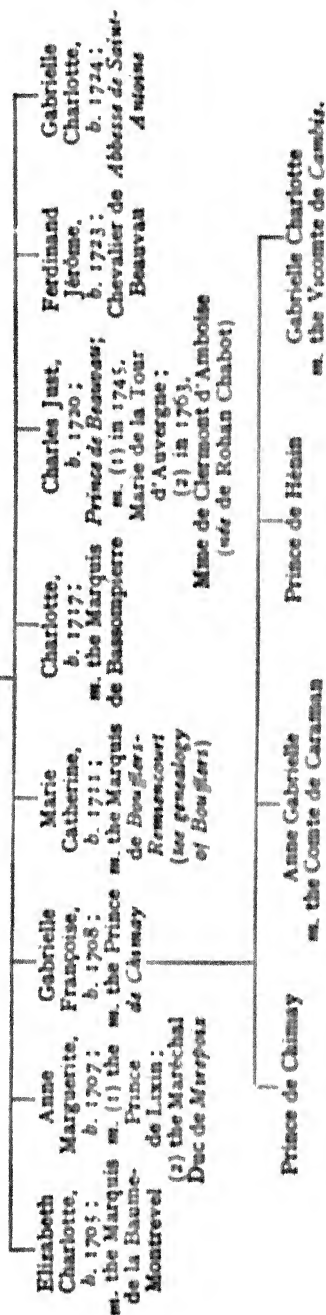 Elizabeth
Charlotte,
b. 1705;
m. the Marquis
de la Baume-
Montrevel
Anne
Marguerite,
b. 1707;
m. (1) the
Prince
de Lixin;
(2) the Maréchal
Duc de Mirepoix
Gabrielle
Françoise,
b. 1708;
m. the Prince
de Chimay
Marie
Catherine,
b. 1711;
m. the Marquis
de Boufflers-
Remiencourt
(see genealogy
of Boufflers)
Charlotte,
b. 1717;
m. the Marquis
de Bassompierre
Charles Just,
b. 1720;
Prince de Beauvau;
m. (1) in 1745,
Marie de la Tour
d'Auvergne;
(2) in 1763,
Mme de Clermont d'Amboise
(née de Rohan Chabot)
Ferdinand
Jérôme,
b. 1723;
Chevalier de
Beauvau
Gabrielle
Charlotte,
b. 1724;
Abbesse de Saint-
Antoine
Prince de Chimay
Anne Gabrielle
m. the Comte de Caraman
Prince de Hénin
Gabrielle Charlotte
m. the Vicomte de Cambis.